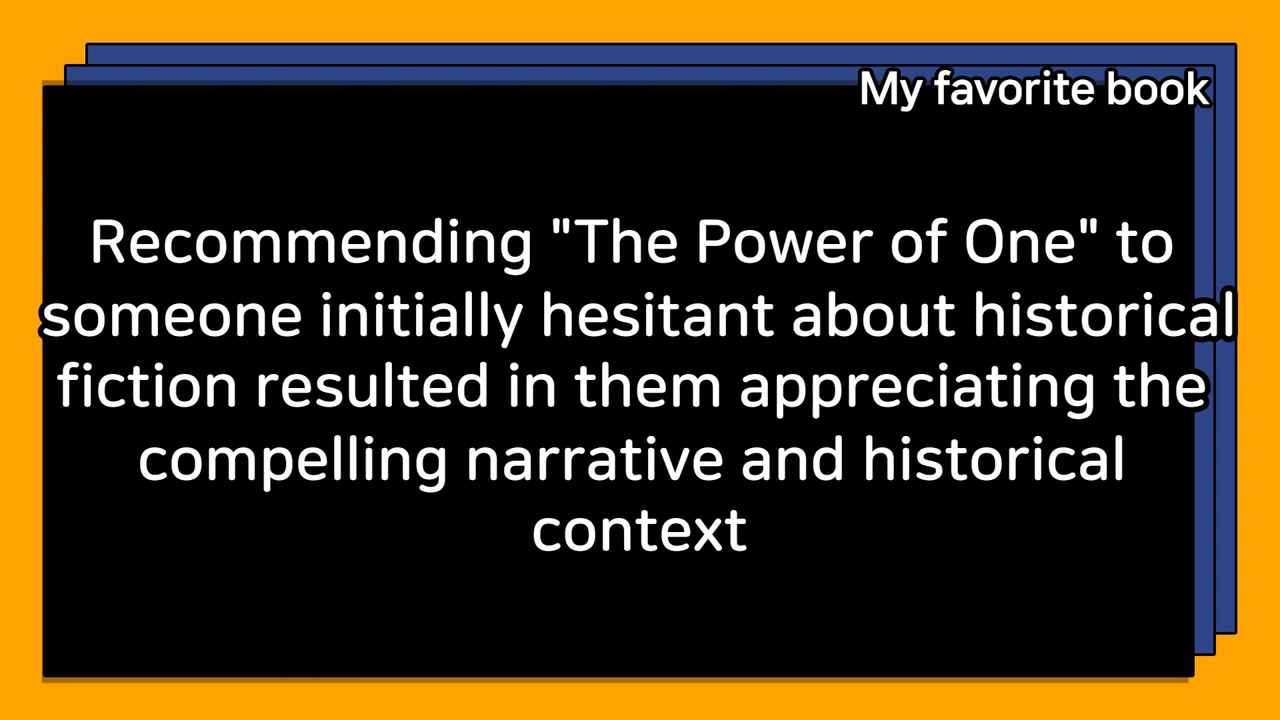 My favorite book
Recommending "The Power of One" to
someone initially hesitant about historical
fiction resulted in them appreciating the
compelling narrative and historical
context